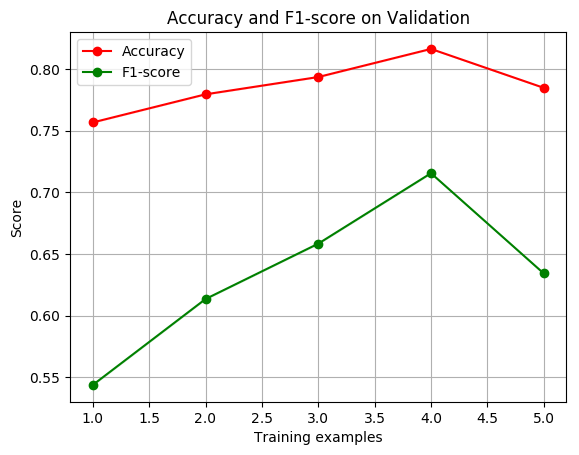 Accuracy and F1-score on Validation
Accuracy
F1-score
0.80
0.75
0.70
0.65
0.60
0.55
Score
1.0 1.5 2.0 2.5 3.0 3.5 4.0 4.5 5.0
Training examples